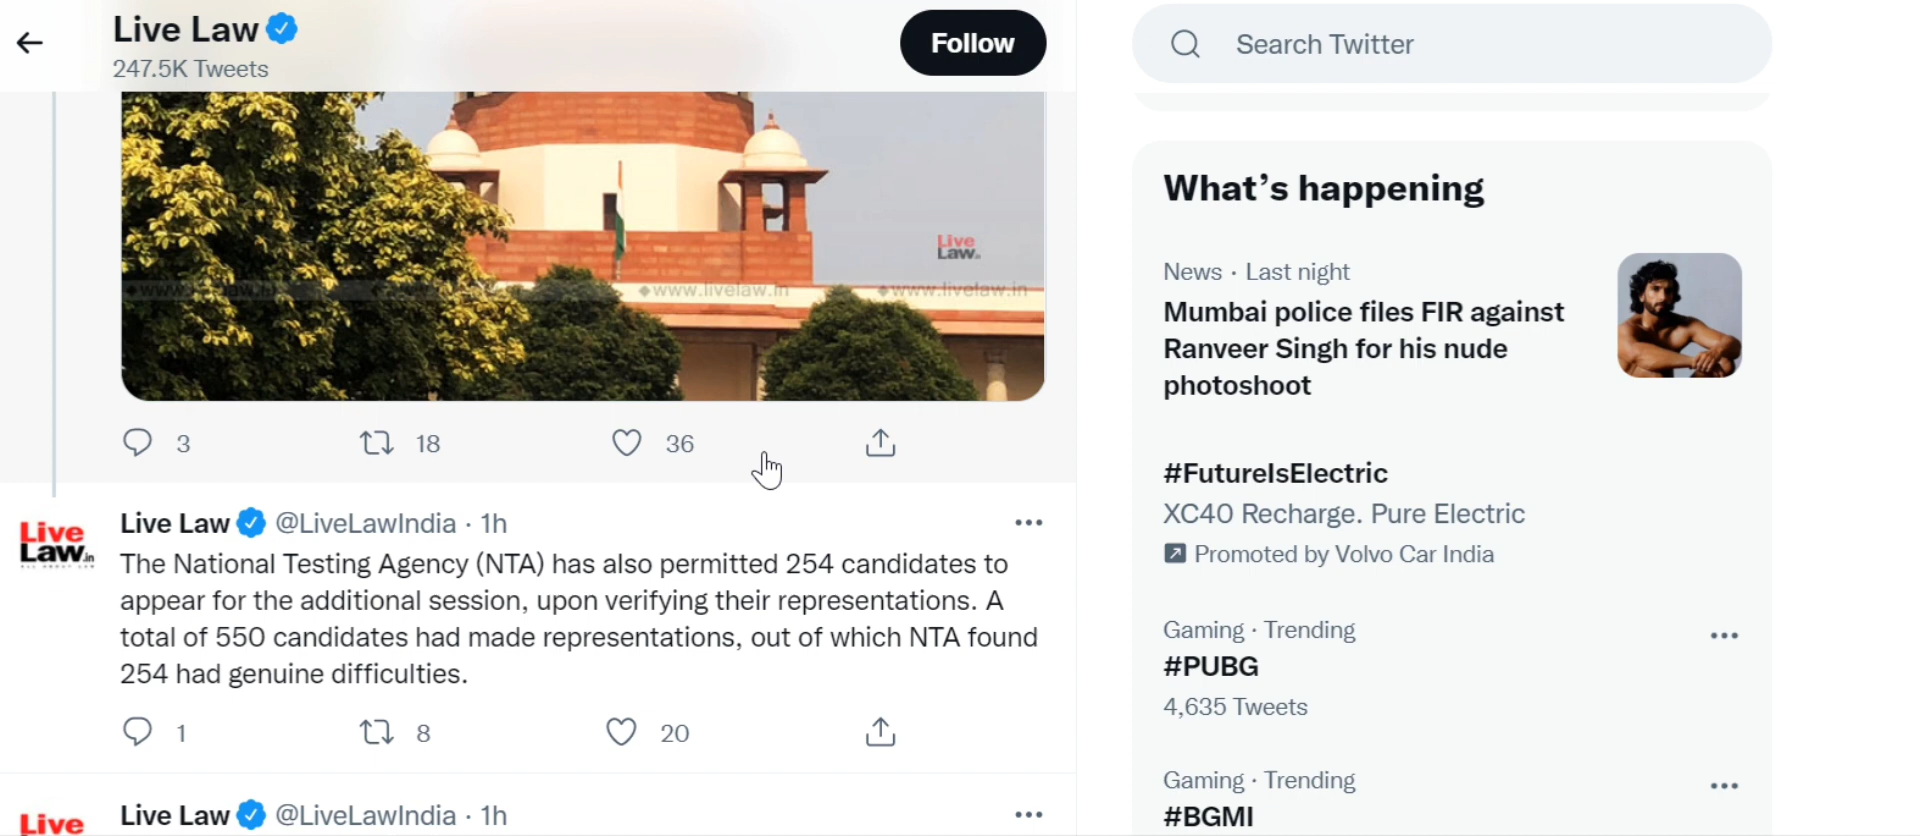 Live Law
247.5K Tweets
Follow
Live
Law.
www.livelaw.in
www.livelaw.in
3
18
36
Live
Law.in
Live Law @LiveLawIndia · 1h
The National Testing Agency (NTA) has also permitted 254 candidates to
appear for the additional session, upon verifying their representations. A
total of 550 candidates had made representations, out of which NTA found
254 had genuine difficulties.
1
8
20
Live
Live Law @LiveLawIndia · 1h
Search Twitter
What's happening
News · Last night
Mumbai police files FIR against
Ranveer Singh for his nude
photoshoot
#FutureIsElectric
XC40 Recharge. Pure Electric
Promoted by Volvo Car India
Gaming · Trending
#PUBG
4,635 Tweets
Gaming · Trending
#BGMI